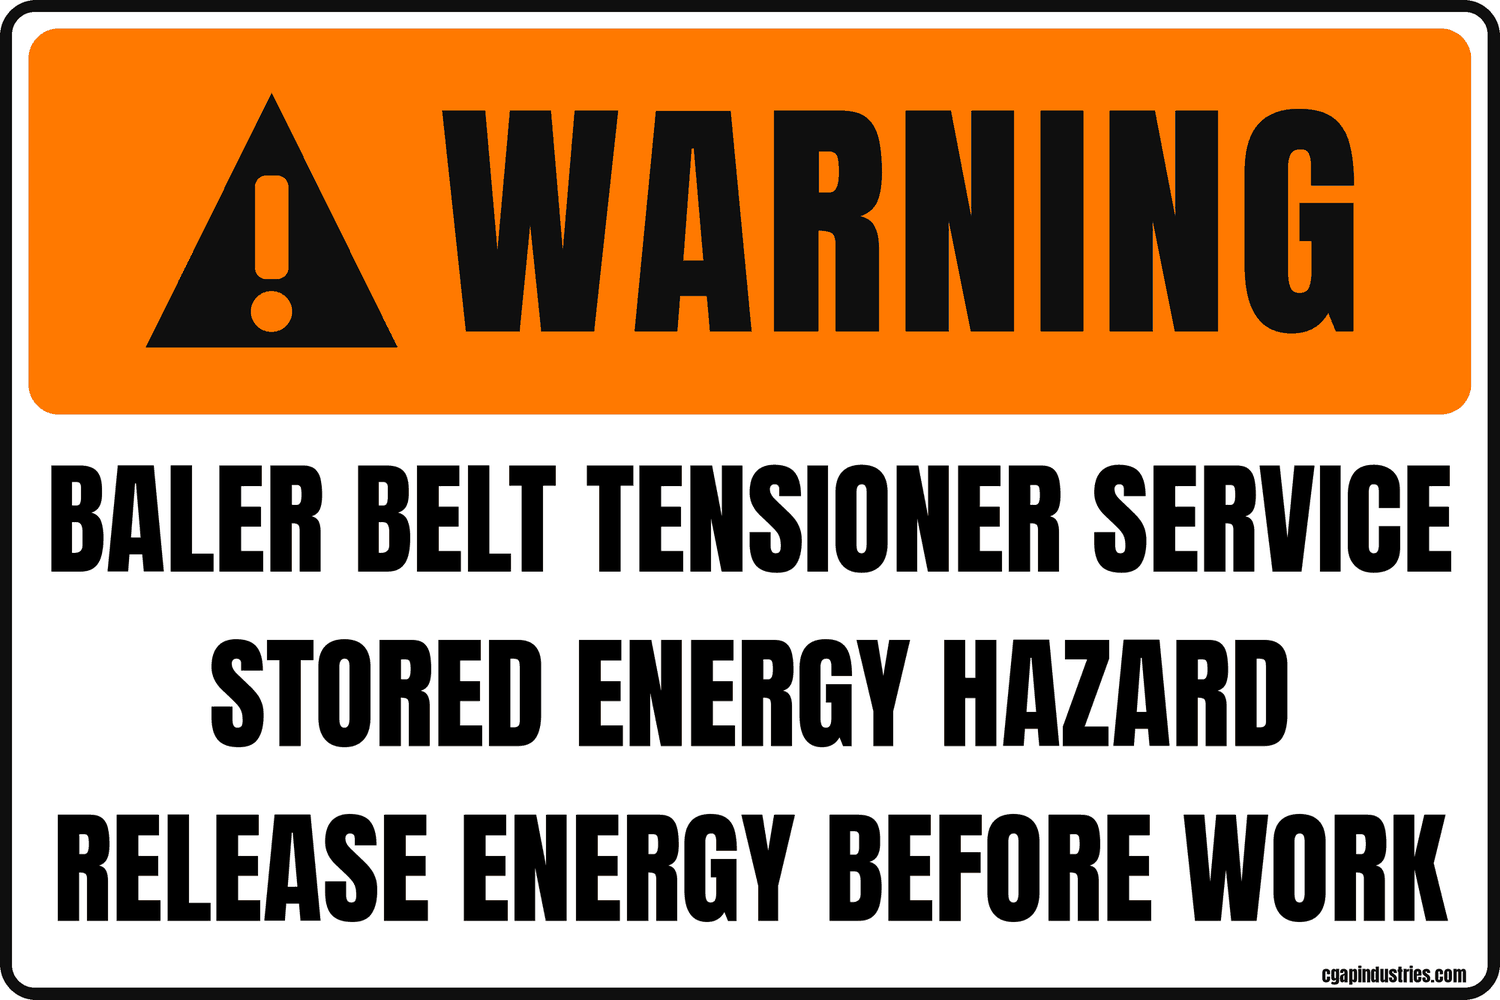 WARNING
BALER BELT TENSIONER SERVICE
STORED ENERGY HAZARD
RELEASE ENERGY BEFORE WORK
cgapindustries.com